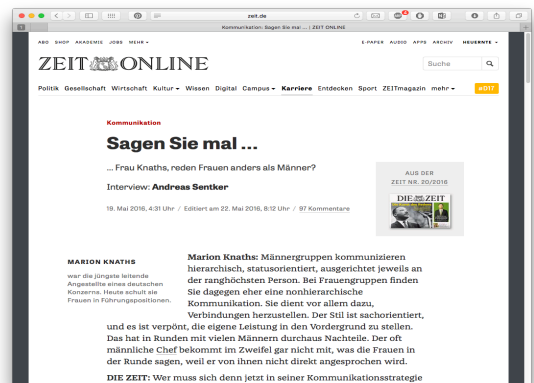 zeit.de
Kommunikation: Sagen Sie mal ... | ZEIT ONLINE
ABO SHOP AKADEMIE JOBS MEHR
E-PAPER AUDIO APPS ARCHIV HEUERNTE
ZEIT ONLINE
Suche
Politik Gesellschaft Wirtschaft Kultur Wissen Digital Campus Karriere Entdecken Sport ZEITmagazin mehr
#D17
Kommunikation
Sagen Sie mal ...
... Frau Knaths, reden Frauen anders als Männer?
Interview: Andreas Sentker
19. Mai 2016, 4:31 Uhr / Editiert am 22. Mai 2016, 8:12 Uhr / 97 Kommentare
AUS DER
ZEIT NR. 20/2016
DIE ZEIT
MARION KNATHS
war die jüngste leitende
Angestellte eines deutschen
Konzerns. Heute schult sie
Frauen in Führungspositionen.
Marion Knaths: Männergruppen kommunizieren
hierarchisch, statusorientiert, ausgerichtet jeweils an
der ranghöchsten Person. Bei Frauengruppen finden
Sie dagegen eher eine nonhierarchische
Kommunikation. Sie dient vor allem dazu,
Verbindungen herzustellen. Der Stil ist sachorientiert,
und es ist verpönt, die eigene Leistung in den Vordergrund zu stellen.
Das hat in Runden mit vielen Männern durchaus Nachteile. Der oft
männliche Chef bekommt im Zweifel gar nicht mit, was die Frauen in
der Runde sagen, weil er von ihnen nicht direkt angesprochen wird.
DIE ZEIT: Wer muss sich denn jetzt in seiner Kommunikationsstrategie